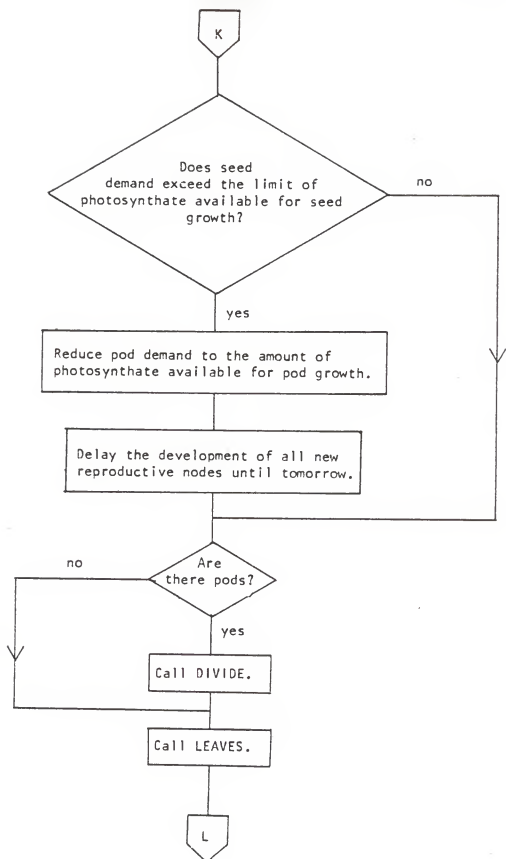 K
Does seed
demand exceed the limit of
photosynthate available for seed
growth?
no
yes
Reduce pod demand to the amount of
photosynthate available for pod growth.
Delay the development of all new
reproductive nodes until tomorrow.
no
Are
there pods?
yes
Call DIVIDE.
Call LEAVES.
L